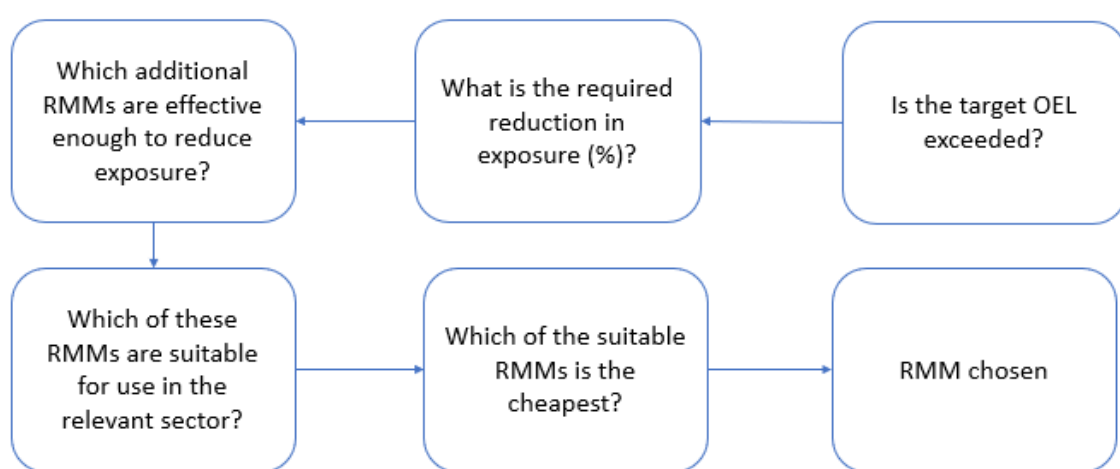 Which additional
RMMs are effective
enough to reduce
exposure?
What is the required
reduction in
exposure (%)?
Is the target OEL
exceeded?
Which of these
RMMs are suitable
for use in the
relevant sector?
Which of the suitable
RMMs is the
cheapest?
RMM chosen